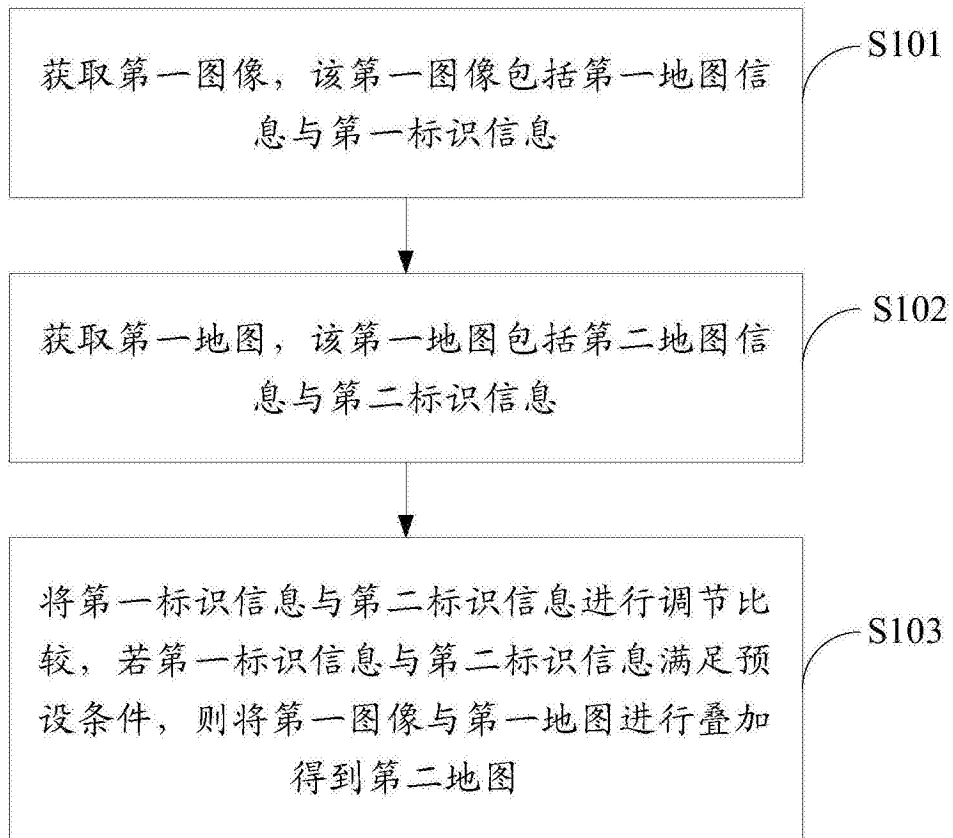 获取第一图像，该第一图像包括第一地图信
息与第一标识信息
S101
获取第一地图，该第一地图包括第二地图信
息与第二标识信息
S102
将第一标识信息与第二标识信息进行调节比
较，若第一标识信息与第二标识信息满足预
设条件，则将第一图像与第一地图进行叠加
得到第二地图
S103